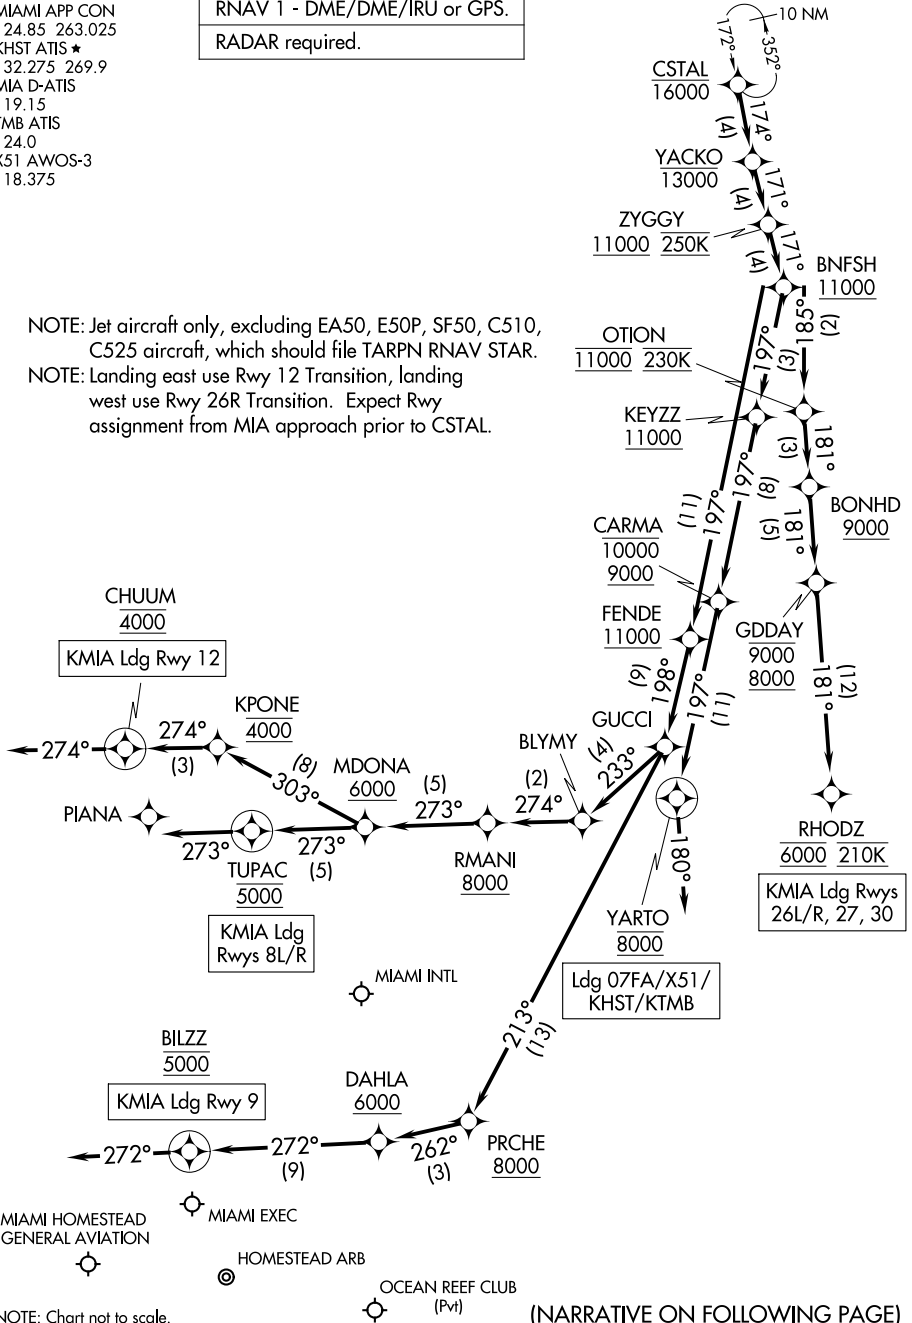 MIAMI APP CON
24.85 263.025
KHST ATIS ★
32.275 269.9
MIA D-ATIS
19.15
TMB ATIS
24.0
X51 AWOS-3
18.375
RNAV 1 - DME/DME/IRU or GPS.
RADAR required.
10 NM
172°
352°
CSTAL
16000
174°
(4)
YACKO
13000
171°
(4)
ZYGGY
11000 250K
171°
(4)
BNFSH
11000
NOTE: Jet aircraft only, excluding EA50, E50P, SF50, C510,
C525 aircraft, which should file TARPN RNAV STAR.
NOTE: Landing east use Rwy 12 Transition, landing
west use Rwy 26R Transition. Expect Rwy
assignment from MIA approach prior to CSTAL.
OTION
11000 230K
197°
(3)
185°
(2)
KEYZZ
11000
181°
(3)
197°
(11)
197°
(8)
BONHD
9000
181°
(5)
CARMA
10000
9000
FENDE
11000
GDDAY
9000
8000
181°
(12)
198°
(9)
197°
(11)
CHUUM
4000
KMIA Ldg Rwy 12
KPONE
4000
GUCCI
274°
274°
(3)
303°
(8)
MDONA
6000
273°
(5)
BLYMY
274°
(2)
233°
(4)
PIANA
273°
TUPAC
5000
KMIA Ldg
Rwys 8L/R
273°
(5)
RMANI
8000
180°
YARTO
8000
Ldg 07FA/X51/
KHST/KTMB
RHODZ
6000 210K
KMIA Ldg Rwys
26L/R, 27, 30
MIAMI INTL
213°
(13)
BILZZ
5000
KMIA Ldg Rwy 9
DAHLA
6000
272°
272°
(9)
262°
(3)
PRCHE
8000
MIAMI EXEC
MIAMI HOMESTEAD
GENERAL AVIATION
HOMESTEAD ARB
OCEAN REEF CLUB
(Pvt)
NOTE: Chart not to scale.
(NARRATIVE ON FOLLOWING PAGE)